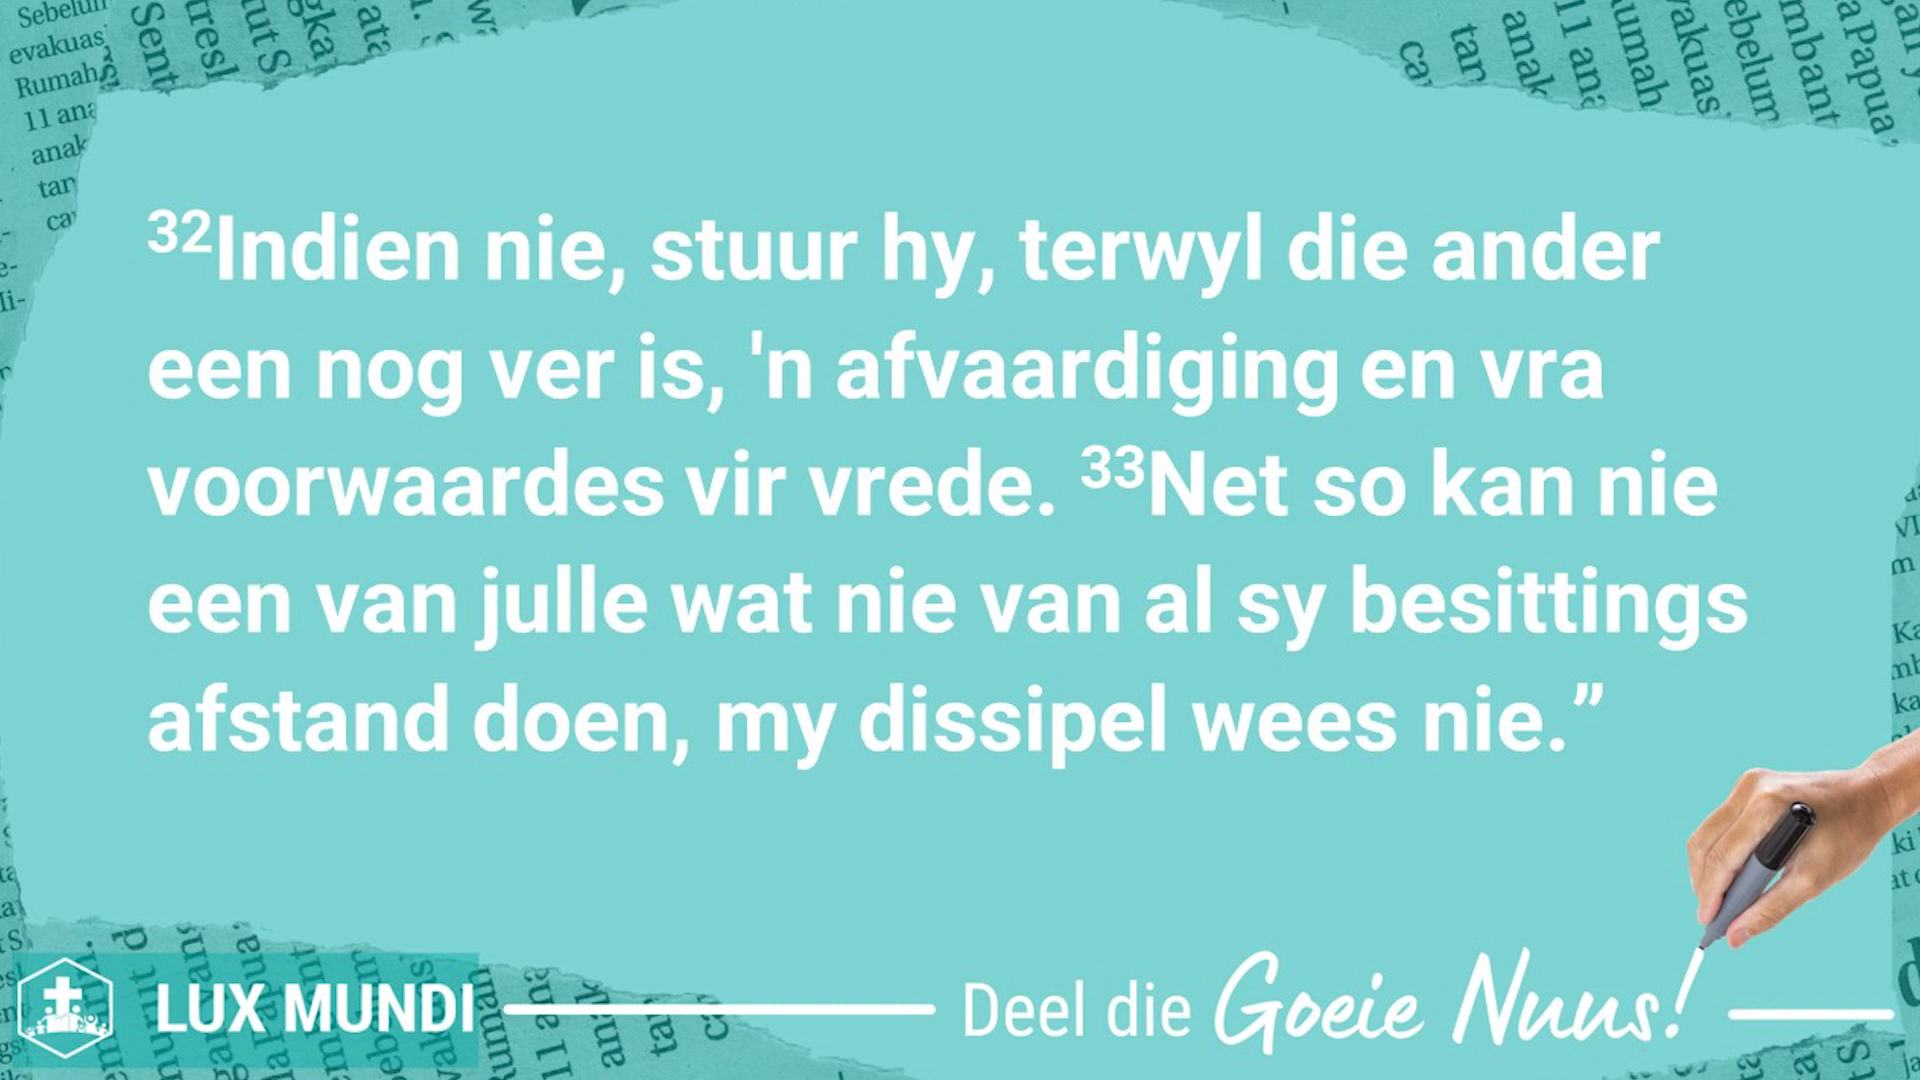 ³²Indien nie, stuur hy, terwyl die ander
een nog ver is, 'n afvaardiging en vra
voorwaardes vir vrede. ³³Net so kan nie
een van julle wat nie van al sy besittings
afstand doen, my dissipel wees nie.”
LUX MUNDI
Deel die Goeie Nuus!